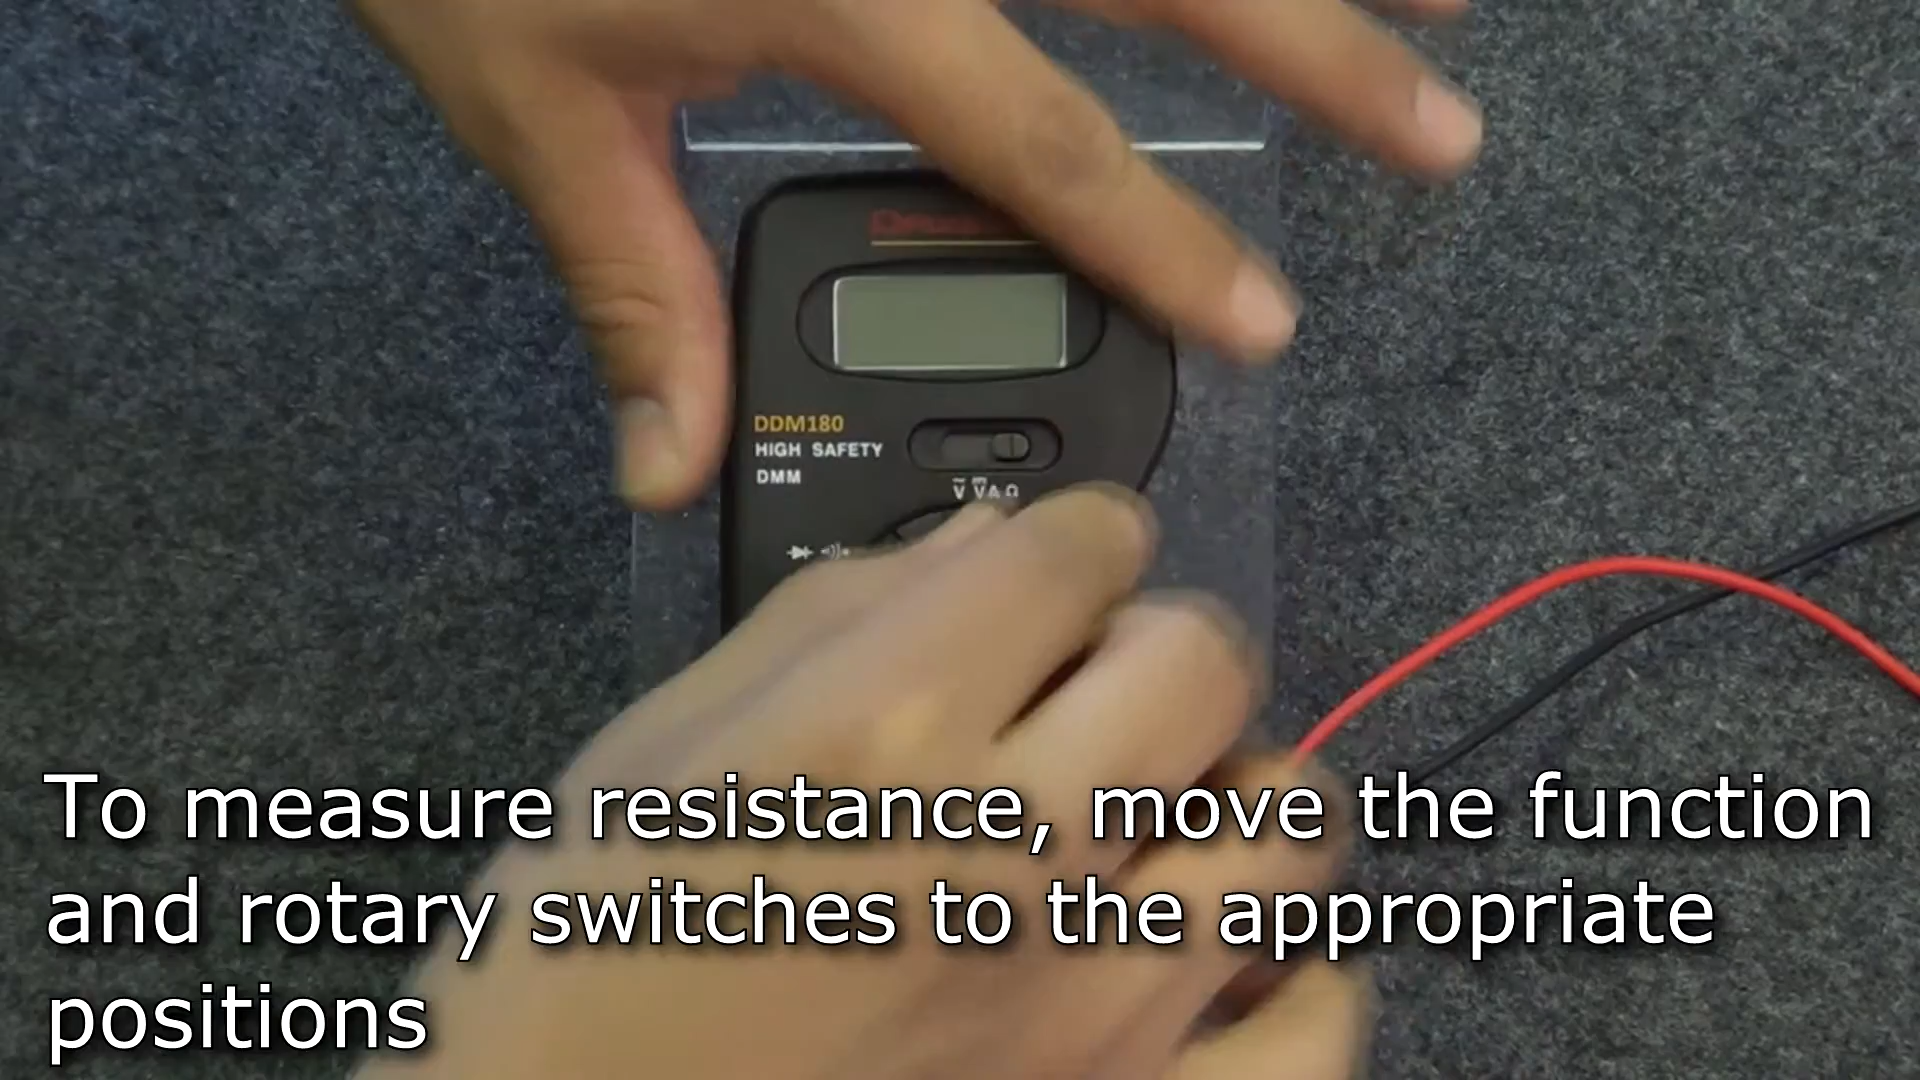 DDM180
HIGH SAFETY
DMM
V V A Ω
To measure resistance, move the function
and rotary switches to the appropriate
positions